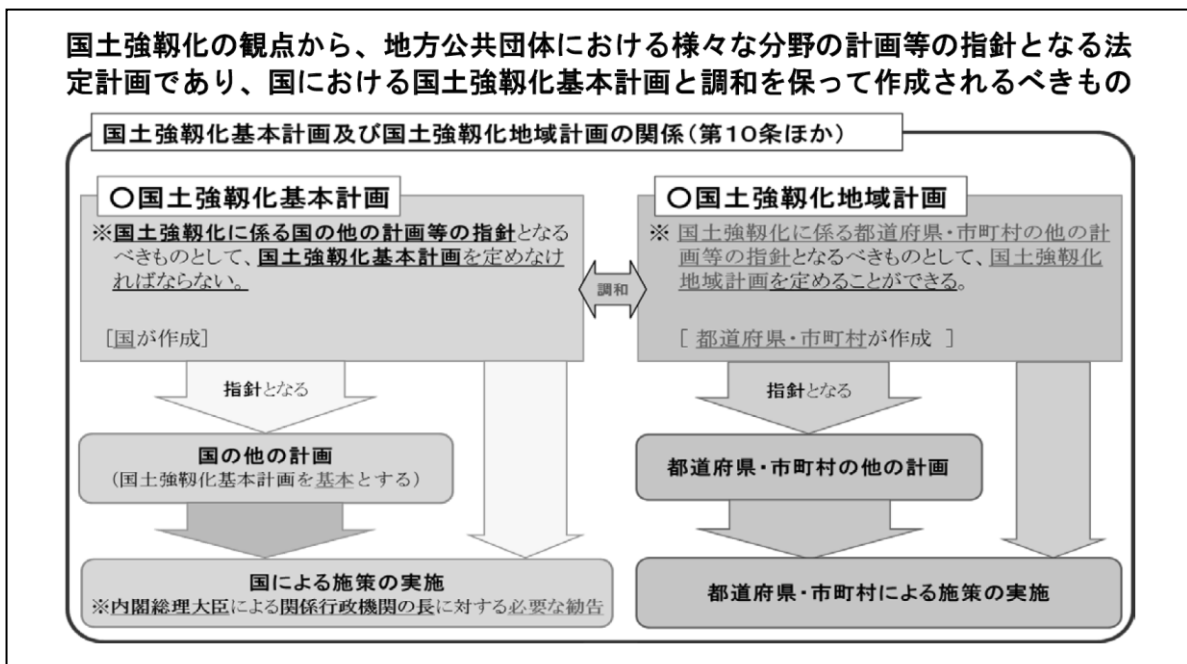 国土強靱化の観点から、地方公共団体における様々な分野の計画等の指針となる法
定計画であり、国における国土強靱化基本計画と調和を保って作成されるべきもの
国土強靱化基本計画及び国土強靱化地域計画の関係(第10条ほか)
〇国土強靱化基本計画
※国土強靱化に係る国の他の計画等の指針となる
べきものとして、国土強靱化基本計画を定めなけ
ればならない。
[国が作成]
調和
〇国土強靱化地域計画
※ 国土強靱化に係る都道府県・市町村の他の計
画等の指針となるべきものとして、国土強靱化
地域計画を定めることができる。
[ 都道府県・市町村が作成 ]
指針となる
国の他の計画
(国土強靱化基本計画を基本とする)
国による施策の実施
※内閣総理大臣による関係行政機関の長に対する必要な勧告
指針となる
都道府県・市町村の他の計画
都道府県・市町村による施策の実施